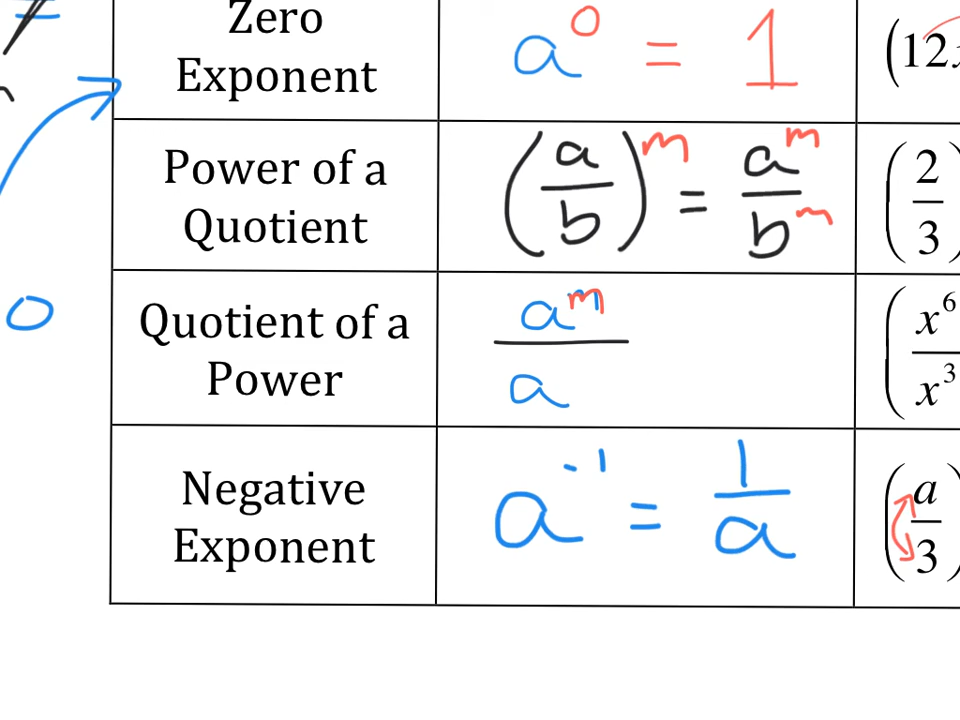 Zero
Exponent
a⁰ = 1
(12
Power of a
Quotient
(a/b)ᵐ = aᵐ/bᵐ
(2/3)
0
Quotient of a
Power
aᵐ/a
(x⁶/x³
Negative
Exponent
a⁻¹ = 1/a
(a/3)